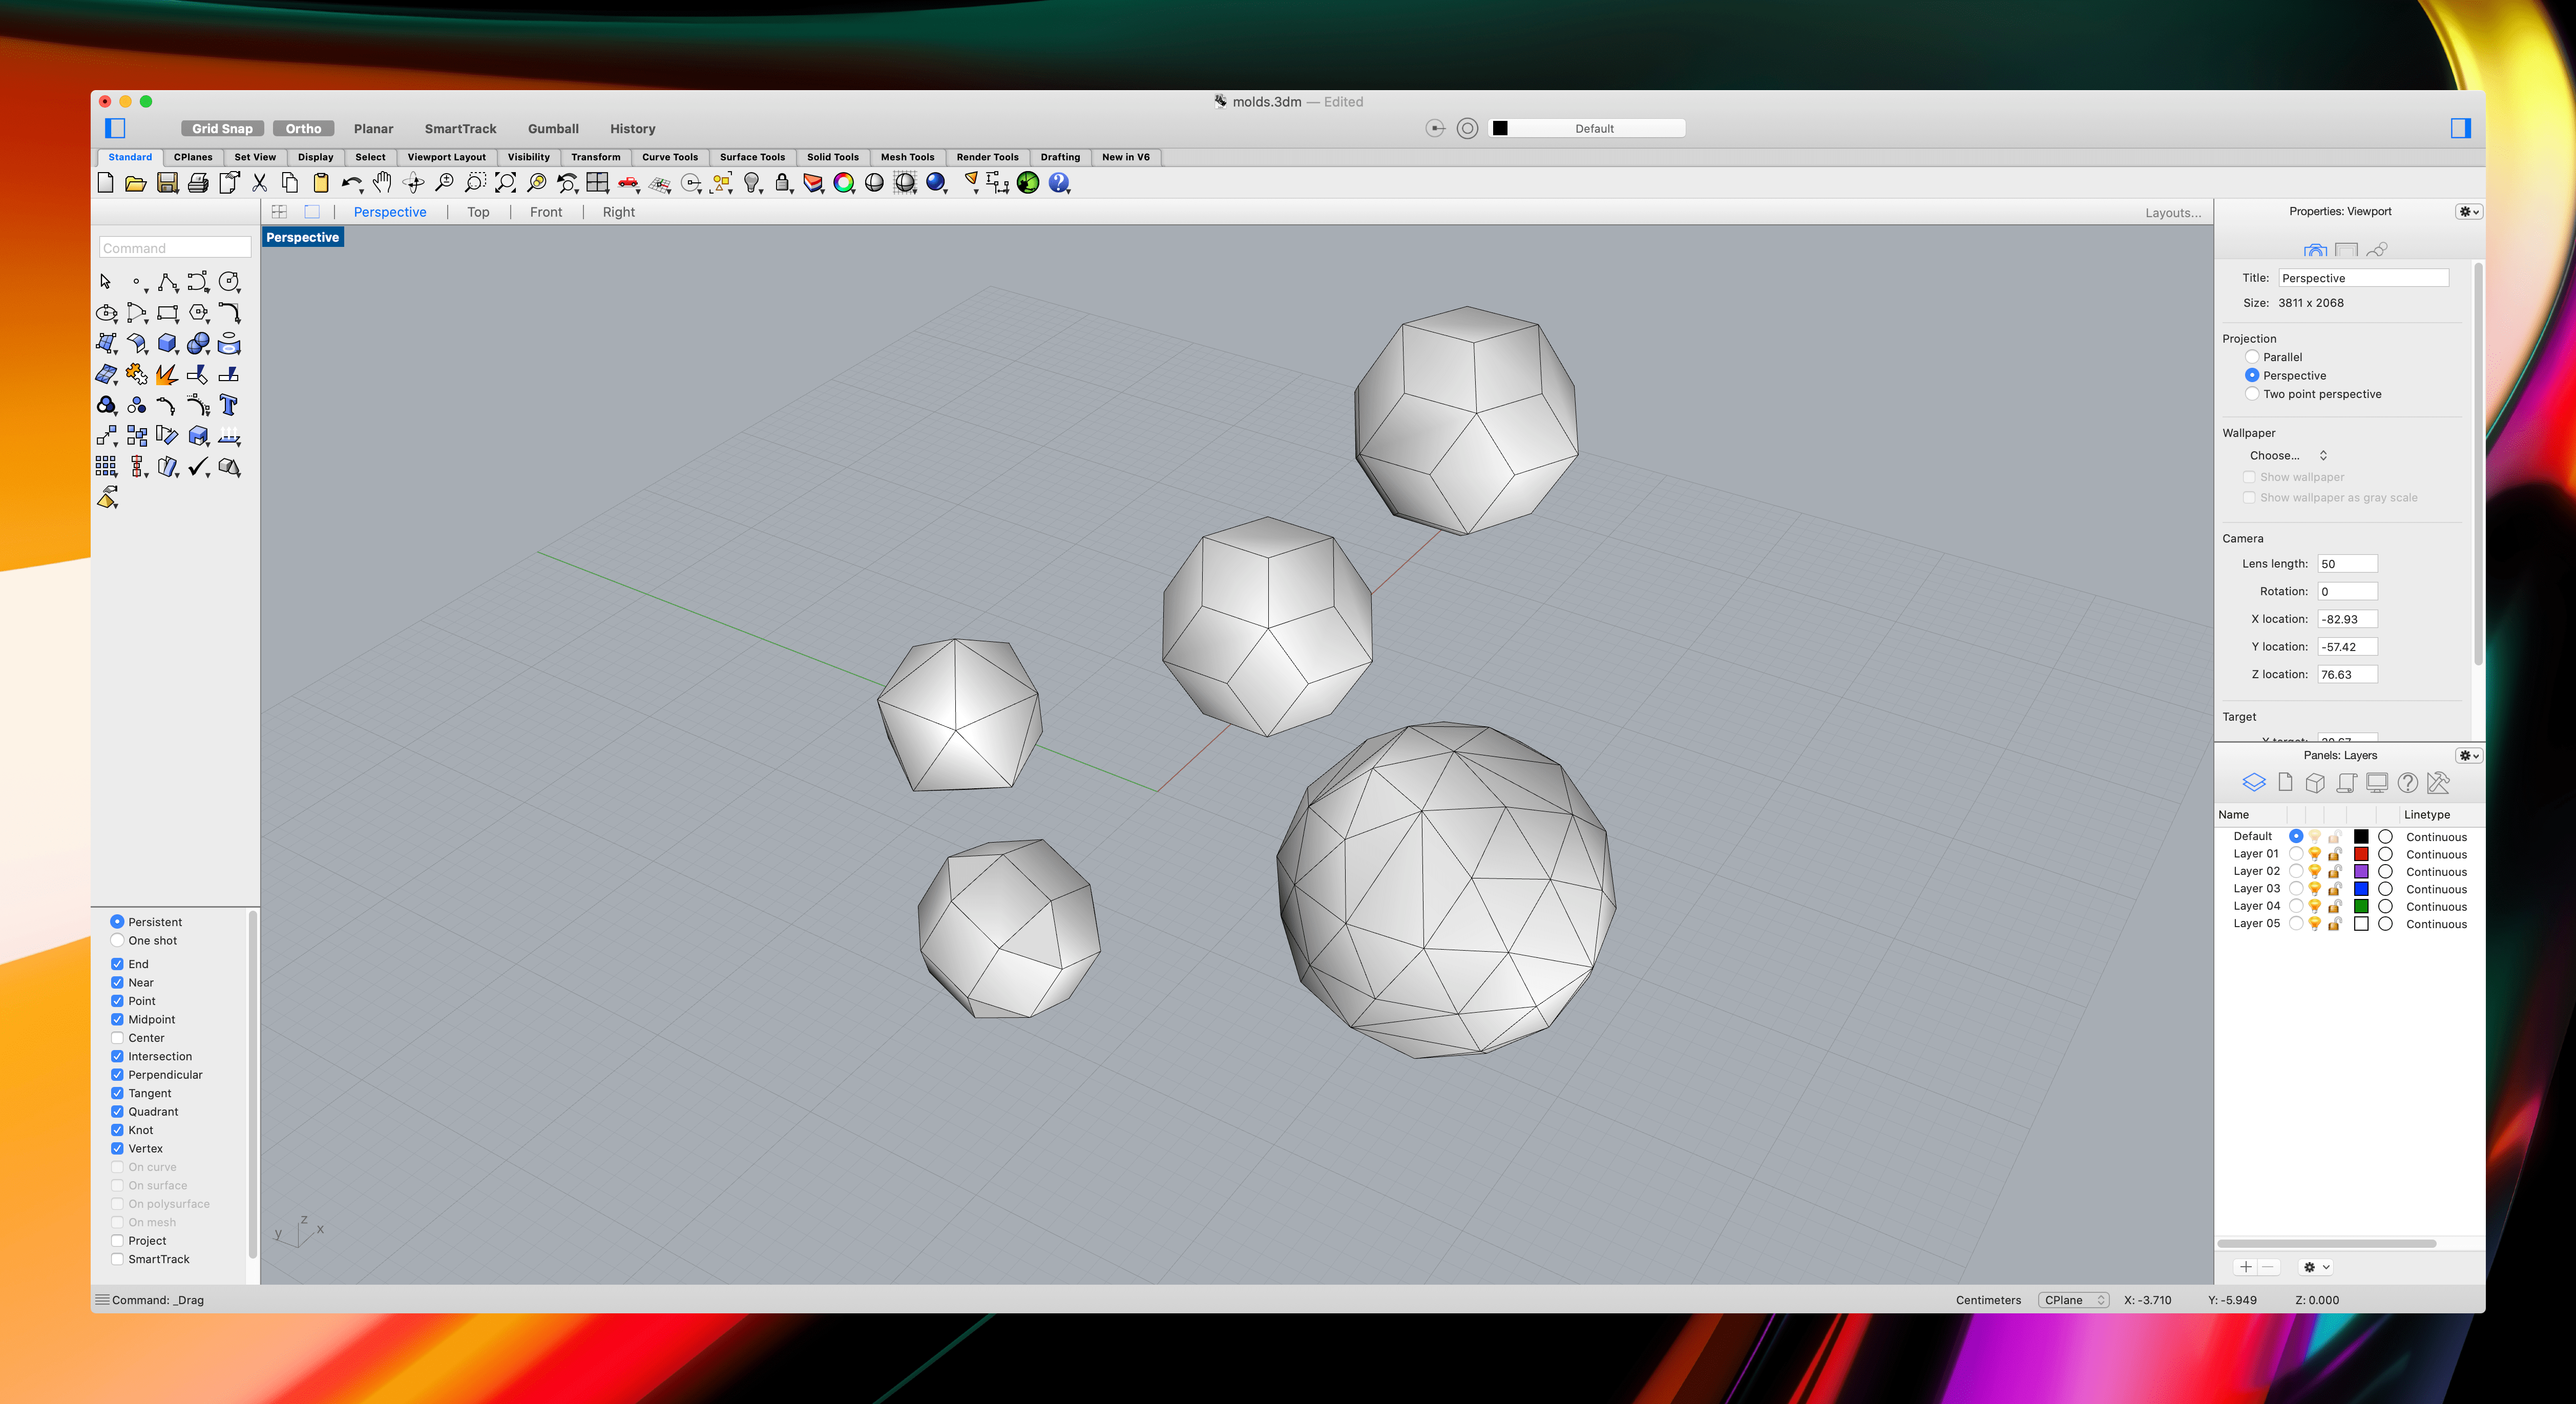 molds.3dm — Edited
Grid Snap Ortho Planar SmartTrack Gumball History
Default
Standard CPlanes Set View Display Select Viewport Layout Visibility Transform Curve Tools Surface Tools Solid Tools Mesh Tools Render Tools Drafting New in V6
Perspective | Top | Front | Right
Layouts...
Command
Perspective
z
y x
Persistent
One shot
End
Near
Point
Midpoint
Center
Intersection
Perpendicular
Tangent
Quadrant
Knot
Vertex
On curve
On surface
On polysurface
On mesh
Project
SmartTrack
Properties: Viewport
Title: Perspective
Size: 3811 x 2068
Projection
Parallel
Perspective
Two point perspective
Wallpaper
Choose...
Show wallpaper
Show wallpaper as gray scale
Camera
Lens length: 50
Rotation: 0
X location: -82.93
Y location: -57.42
Z location: 76.63
Target
Panels: Layers
Name Linetype
Default Continuous
Layer 01 Continuous
Layer 02 Continuous
Layer 03 Continuous
Layer 04 Continuous
Layer 05 Continuous
Command: _Drag
Centimeters CPlane X: -3.710 Y: -5.949 Z: 0.000